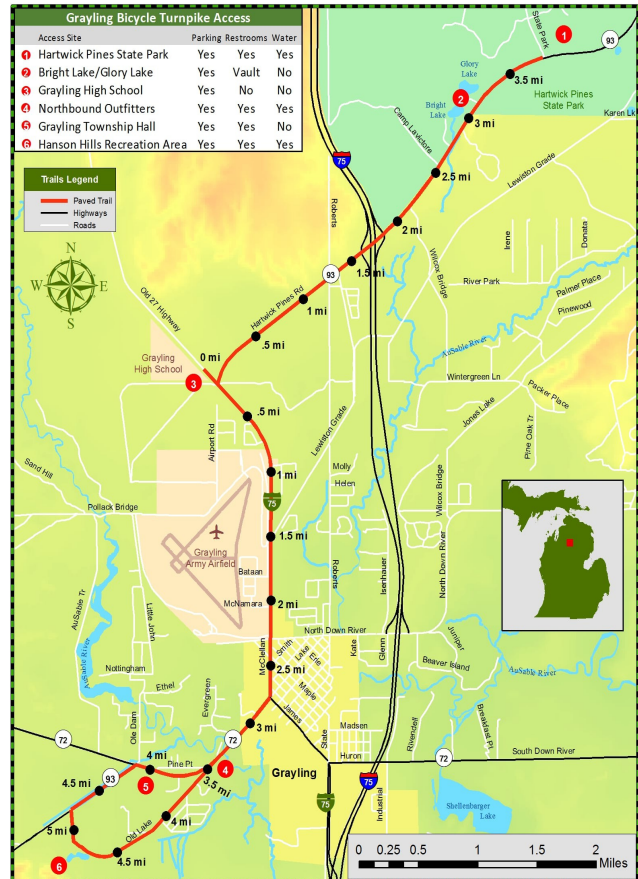 Grayling Bicycle Turnpike Access
Access Site Parking Restrooms Water
1 Hartwick Pines State Park Yes Yes Yes
2 Bright Lake/Glory Lake Yes Vault No
3 Grayling High School Yes No No
4 Northbound Outfitters Yes Yes Yes
5 Grayling Township Hall Yes Yes No
6 Hanson Hills Recreation Area Yes Yes Yes
State Park
1
93
Glory
Lake
3.5 mi
2
Hartwick Pines
State Park
Bright
Lake
3 mi
Karen Lk
Camp Lavictore
75
Trails Legend
Paved Trail
Highways
Roads
2.5 mi
Lewiston Grade
Roberts
2 mi
Irene
Donata
N
W E
S
93
1.5 mi
Wilcox Bridge
River Park
Palmer Place
Old 27 Highway
Hartwick Pines Rd
1 mi
Pinewood
.5 mi
AuSable River
0 mi
Grayling
High School
3
Wintergreen Ln
Packer Place
.5 mi
Jones Lake
Airport Rd
Lewiston Grade
Pine Oak Tr
Sand Hill
1 mi
Molly
Helen
75
Wilcox Bridge
Pollack Bridge
1.5 mi
Grayling
Army Airfield
Bataan
Roberts
Isenhauer
North Down River
AuSable Tr
Little John
McNamara
2 mi
North Down River
Juniper
McClellan
Smith
Lake
Erie
Kate
Glenn
Beaver Island
AuSable River
AuSable River
Nottingham
2.5 mi
Maple
Ethel
Evergreen
James
Ole Dam
3 mi
State
Madsen
Rivendell
Breakfast Pl
72
72
Huron
South Down River
4 mi
Pine Pt
4
Grayling
72
93
5
3.5 mi
75
75
4.5 mi
Industrial
Shellenburger
Lake
4 mi
5 mi
Old Lake
4.5 mi
6
0 0.25 0.5 1 1.5 2
Miles